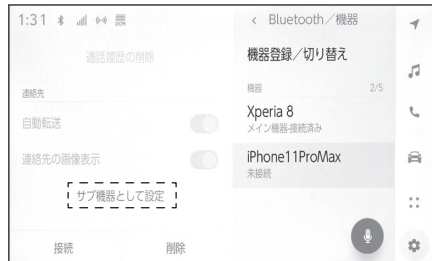 1:31
通話履歴の削除
連絡先
自動転送
連絡先の画像表示
サブ機器として設定
接続
削除
Bluetooth／機器
機器登録／切り替え
機器
2/5
Xperia 8
メイン機器-接続済み
iPhone11ProMax
未接続